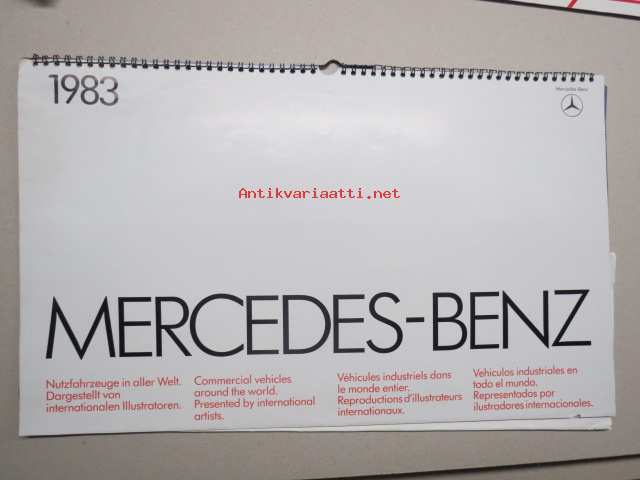 1983
Mercedes-Benz
Antikvariaatti.net
MERCEDES-BENZ
Nutzfahrzeuge in aller Welt.
Dargestellt von
internationalen Illustratoren.
Commercial vehicles
around the world.
Presented by international
artists.
Véhicules industriels dans
le monde entier.
Reproductions d'illustrateurs
internationaux.
Vehiculos industriales en
todo el mundo.
Representados por
ilustradores internacionales.